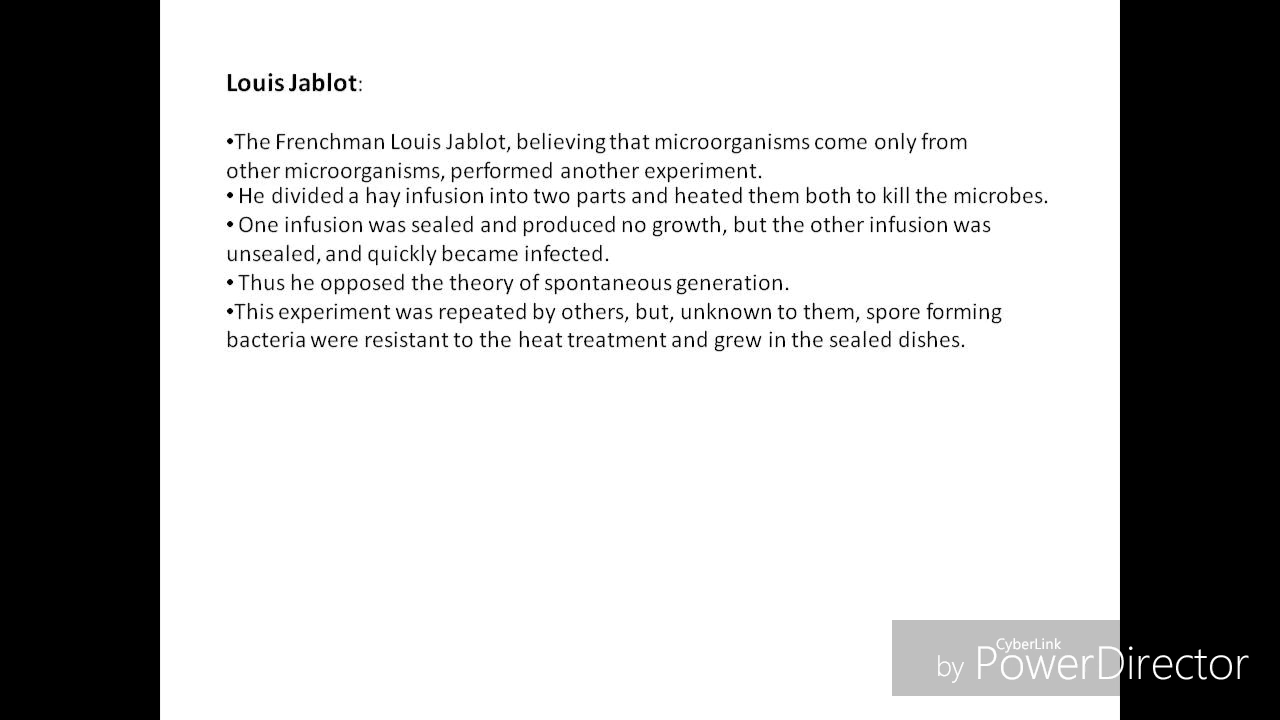 Louis Jablot:
•The Frenchman Louis Jablot, believing that microorganisms come only from
other microorganisms, performed another experiment.
• He divided a hay infusion into two parts and heated them both to kill the microbes.
• One infusion was sealed and produced no growth, but the other infusion was
unsealed, and quickly became infected.
• Thus he opposed the theory of spontaneous generation.
•This experiment was repeated by others, but, unknown to them, spore forming
bacteria were resistant to the heat treatment and grew in the sealed dishes.
CyberLink
by PowerDirector